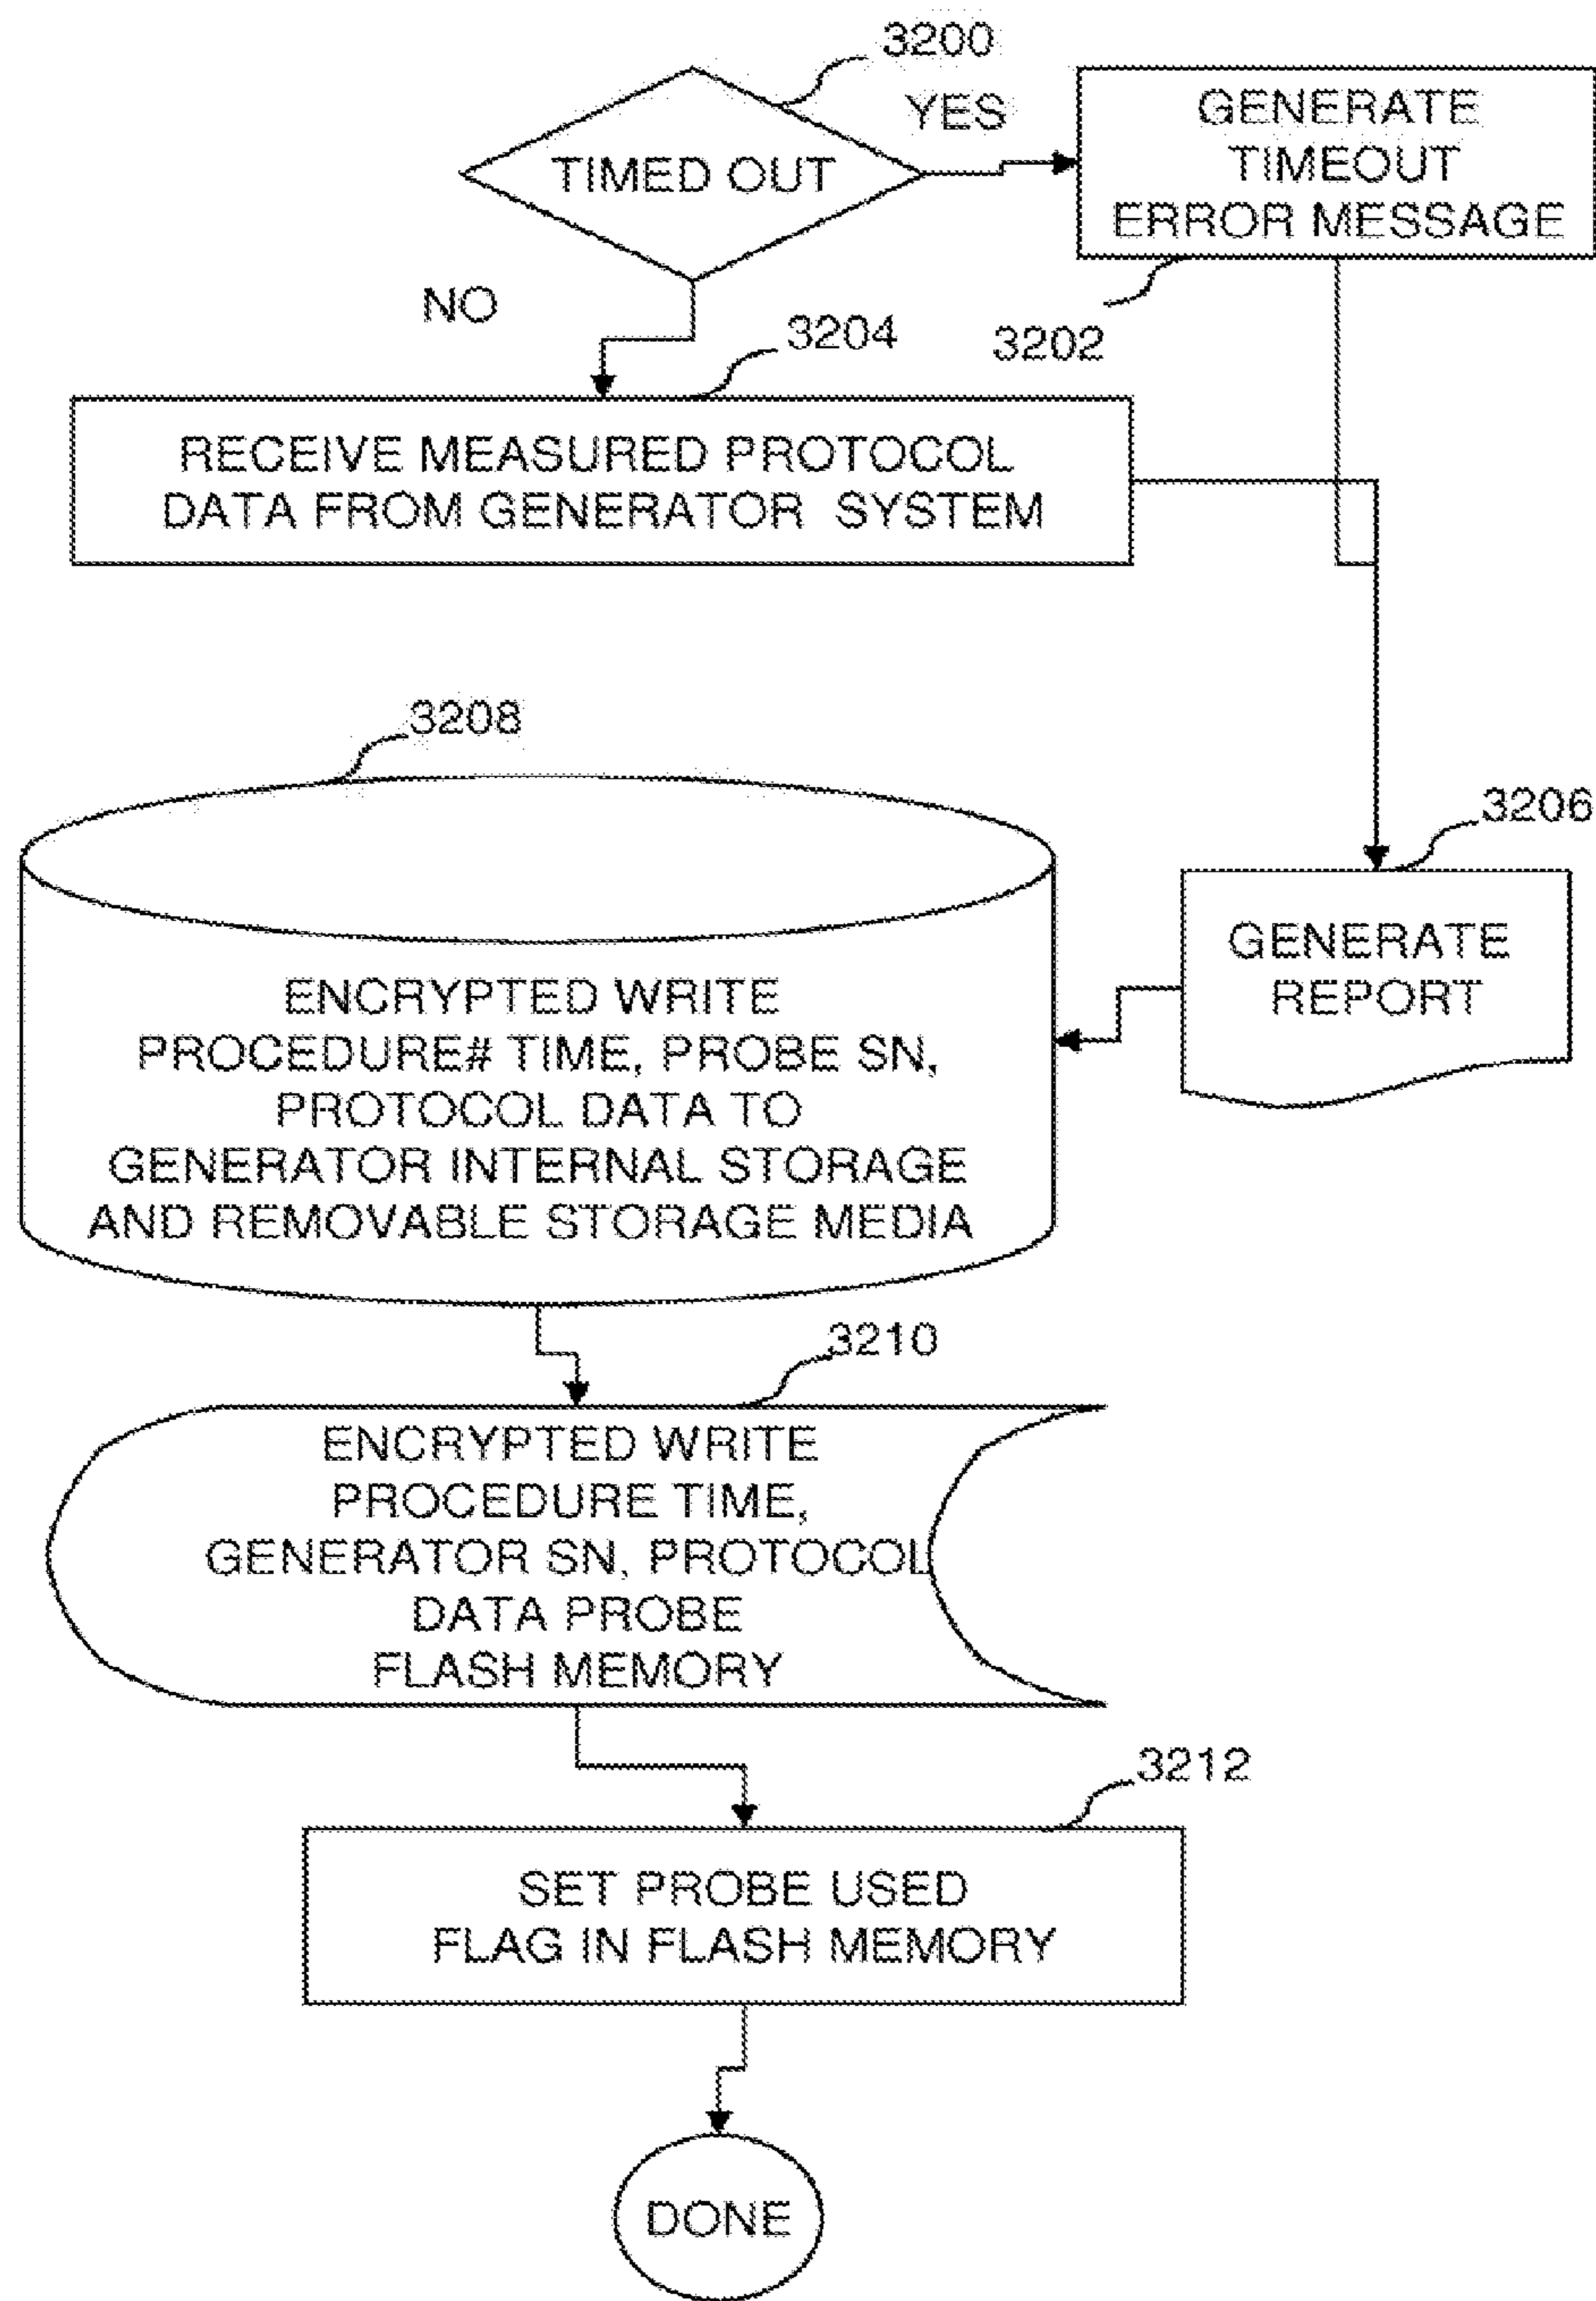 3200
YES
TIMED OUT
GENERATE
TIMEOUT
ERROR MESSAGE
NO
3204
3202
RECEIVE MEASURED PROTOCOL
DATA FROM GENERATOR SYSTEM
3208
3206
GENERATE
REPORT
ENCRYPTED WRITE
PROCEDURE# TIME, PROBE SN,
PROTOCOL DATA TO
GENERATOR INTERNAL STORAGE
AND REMOVABLE STORAGE MEDIA
3210
ENCRYPTED WRITE
PROCEDURE TIME,
GENERATOR SN, PROTOCOL
DATA PROBE
FLASH MEMORY
3212
SET PROBE USED
FLAG IN FLASH MEMORY
DONE